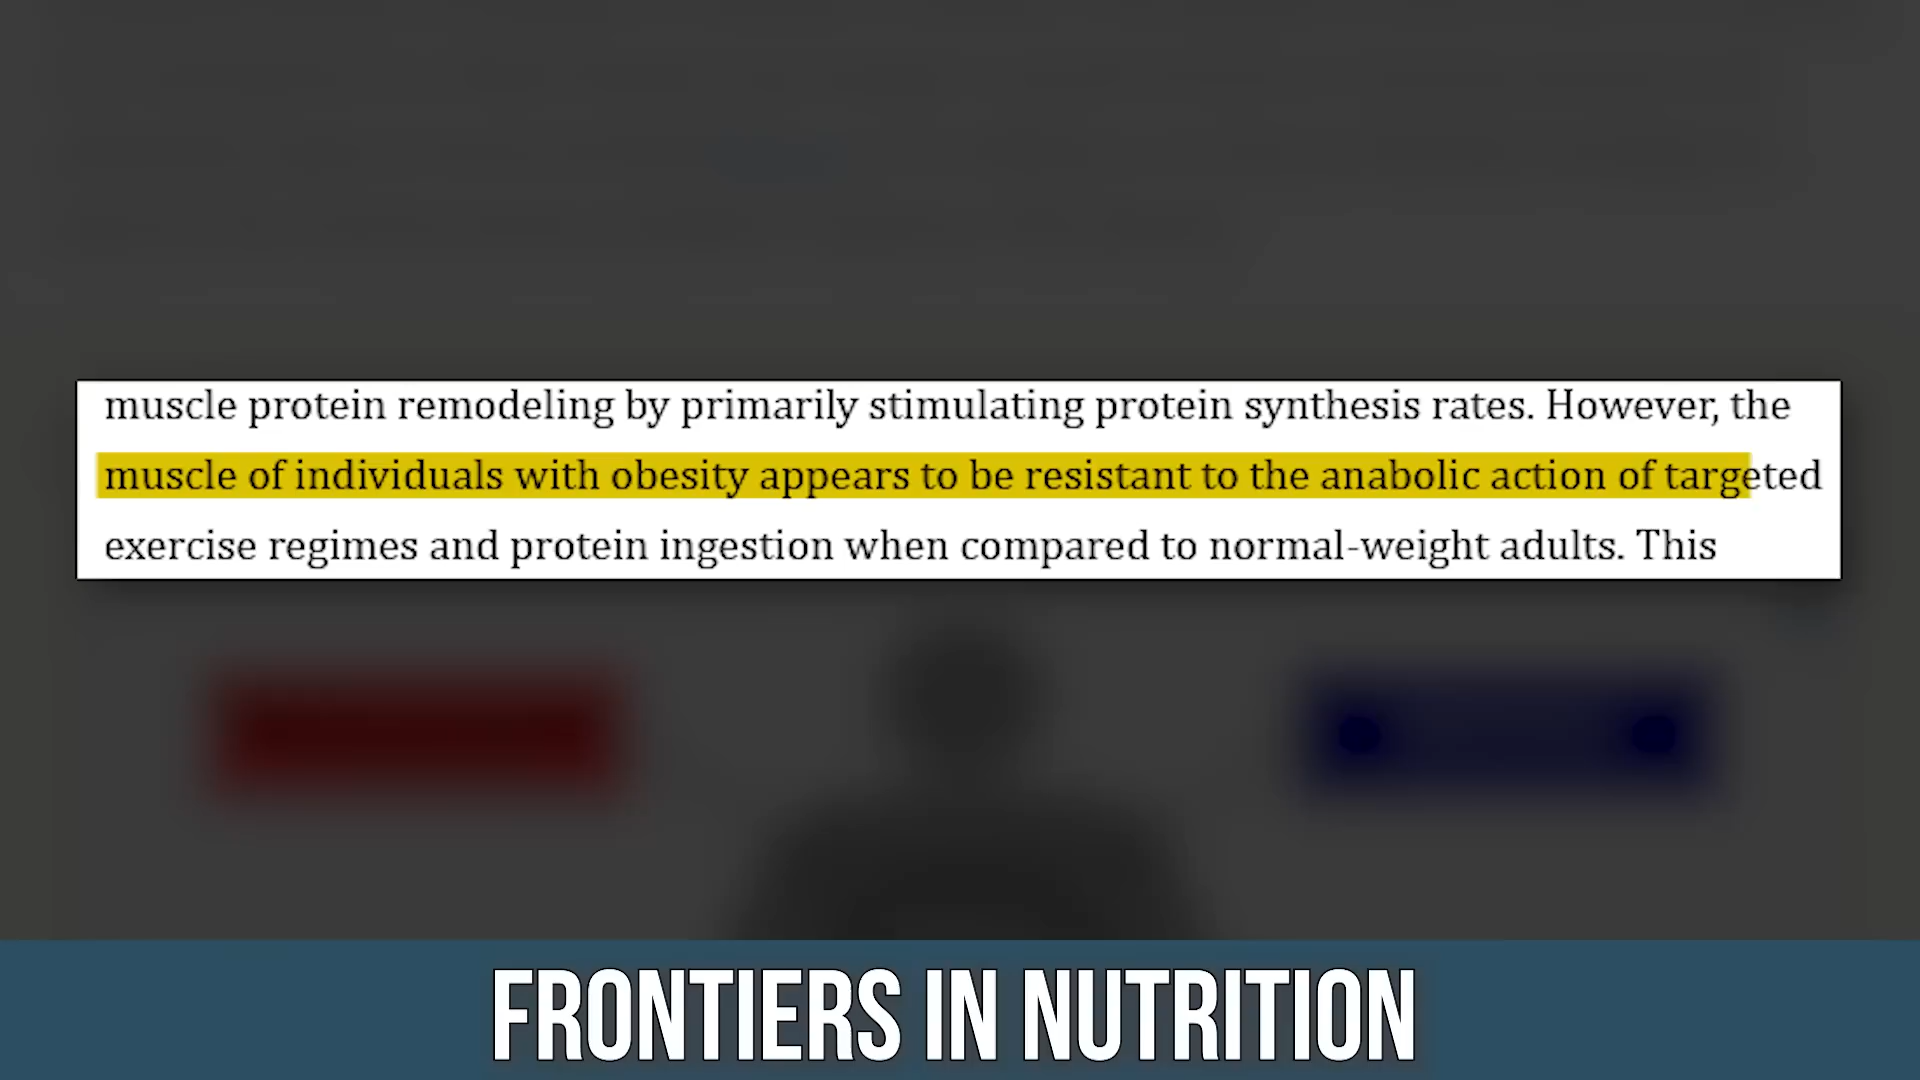 muscle protein remodeling by primarily stimulating protein synthesis rates. However, the
muscle of individuals with obesity appears to be resistant to the anabolic action of targeted
exercise regimes and protein ingestion when compared to normal-weight adults. This
FRONTIERS IN NUTRITION